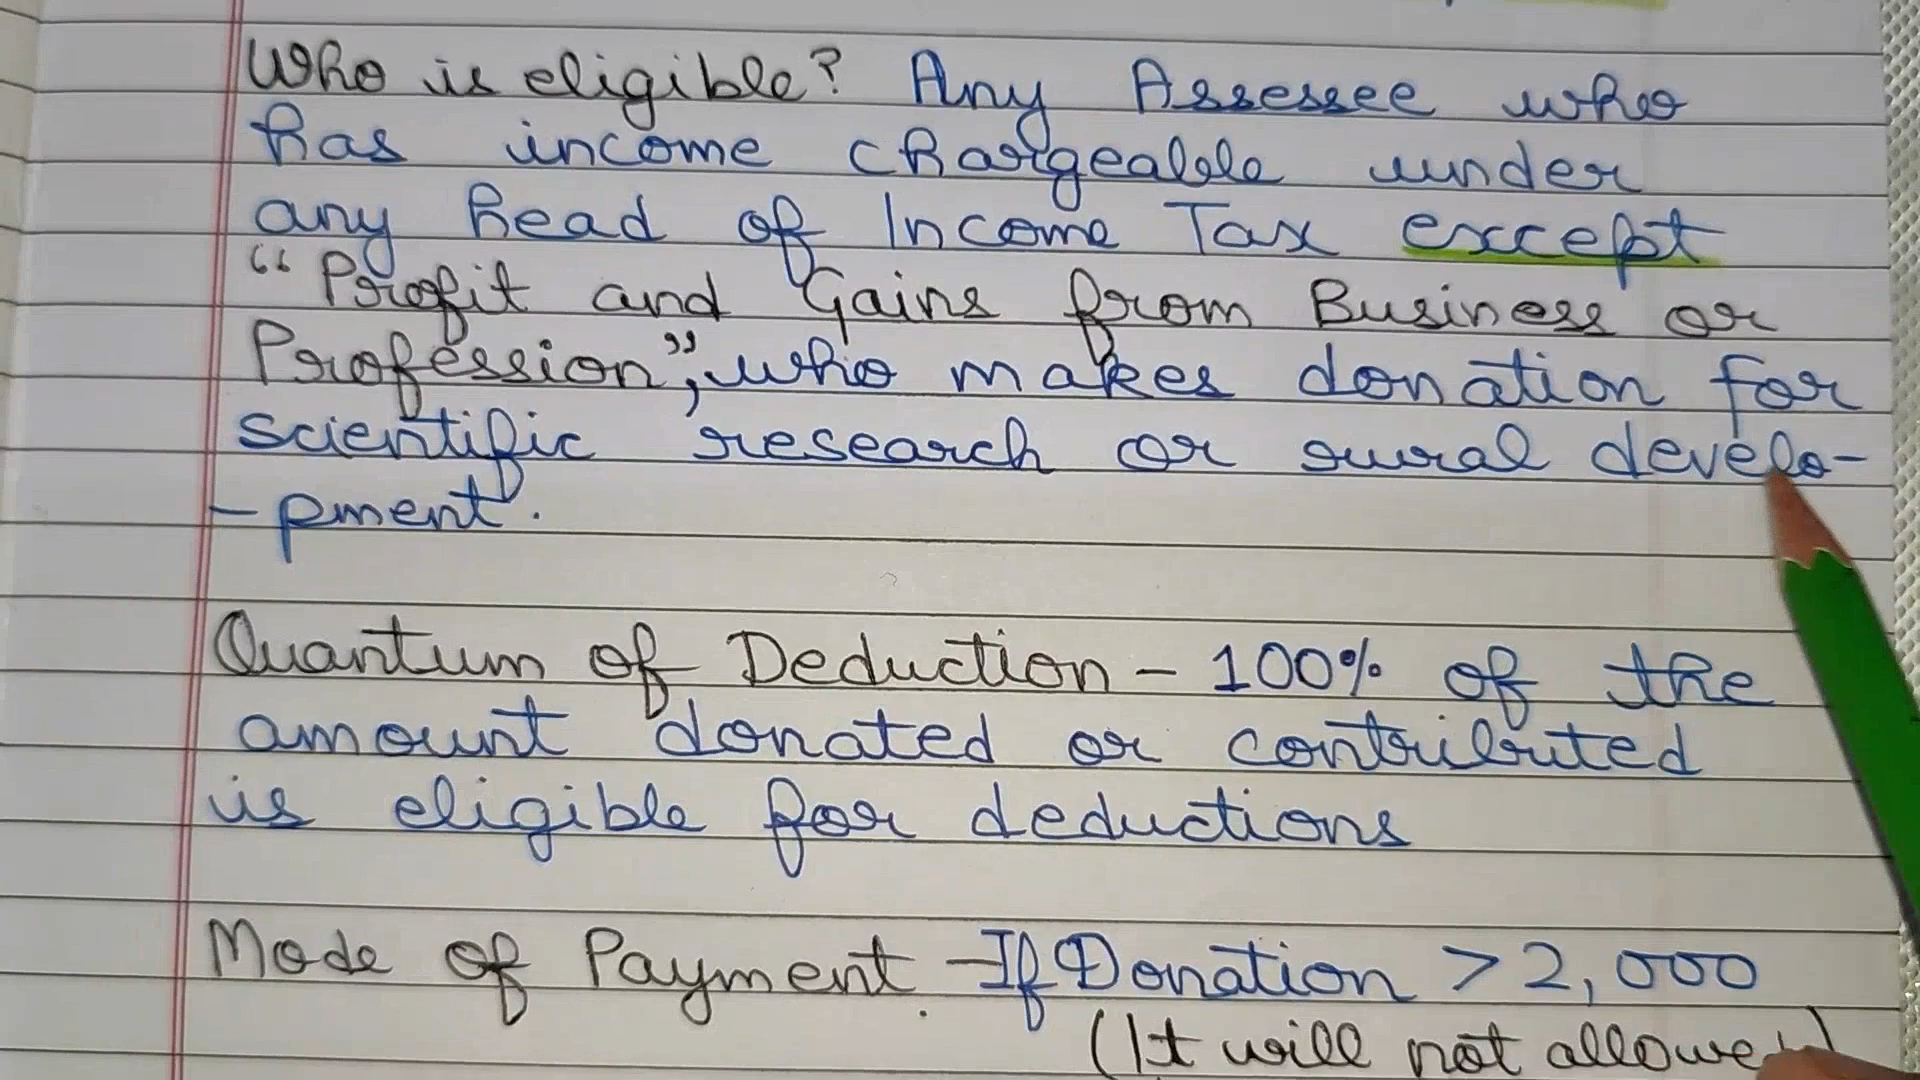 Who is eligible? Any Assessee who
has income chargeable under
any head of Income Tax except
“Profit and Gains from Business or
Profession”, who makes donation for
scientific research or rural develo-
-pment.
Quantum of Deduction - 100% of the
amount donated or contributed
is eligible for deductions
Mode of Payment - If Donation > 2,000
(It will not allowed)